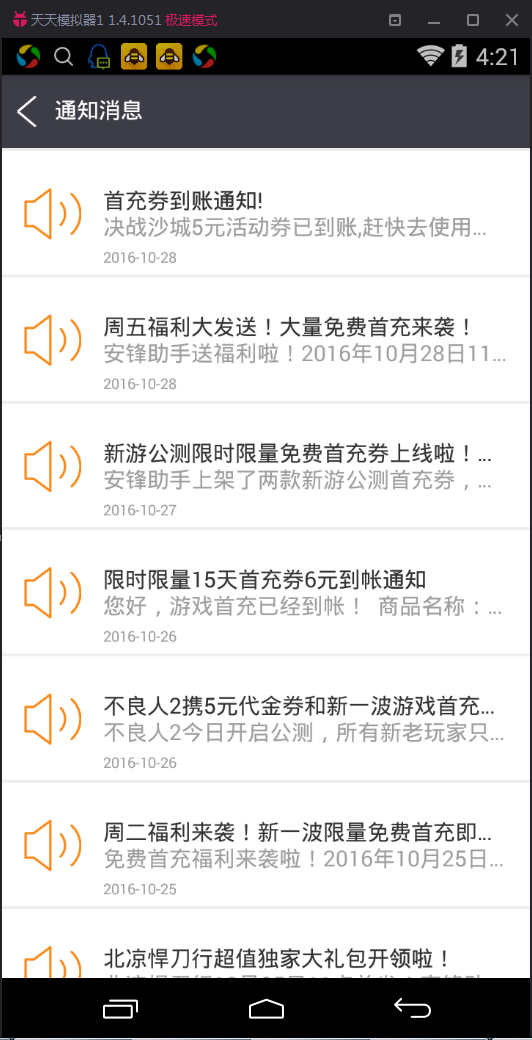 天天模拟器1 1.4.1051 极速模式
4:21
通知消息
首充券到账通知!
决战沙城5元活动券已到账,赶快去使用...
2016-10-28
周五福利大发送！大量免费首充来袭！
安锋助手送福利啦！2016年10月28日11...
2016-10-28
新游公测限时限量免费首充券上线啦！...
安锋助手上架了两款新游公测首充券，...
2016-10-27
限时限量15天首充券6元到帐通知
您好，游戏首充已经到帐！ 商品名称：...
2016-10-26
不良人2携5元代金券和新一波游戏首充...
不良人2今日开启公测，所有新老玩家只...
2016-10-26
周二福利来袭！新一波限量免费首充即...
免费首充福利来袭啦！2016年10月25日...
2016-10-25
北凉悍刀行超值独家大礼包开领啦！